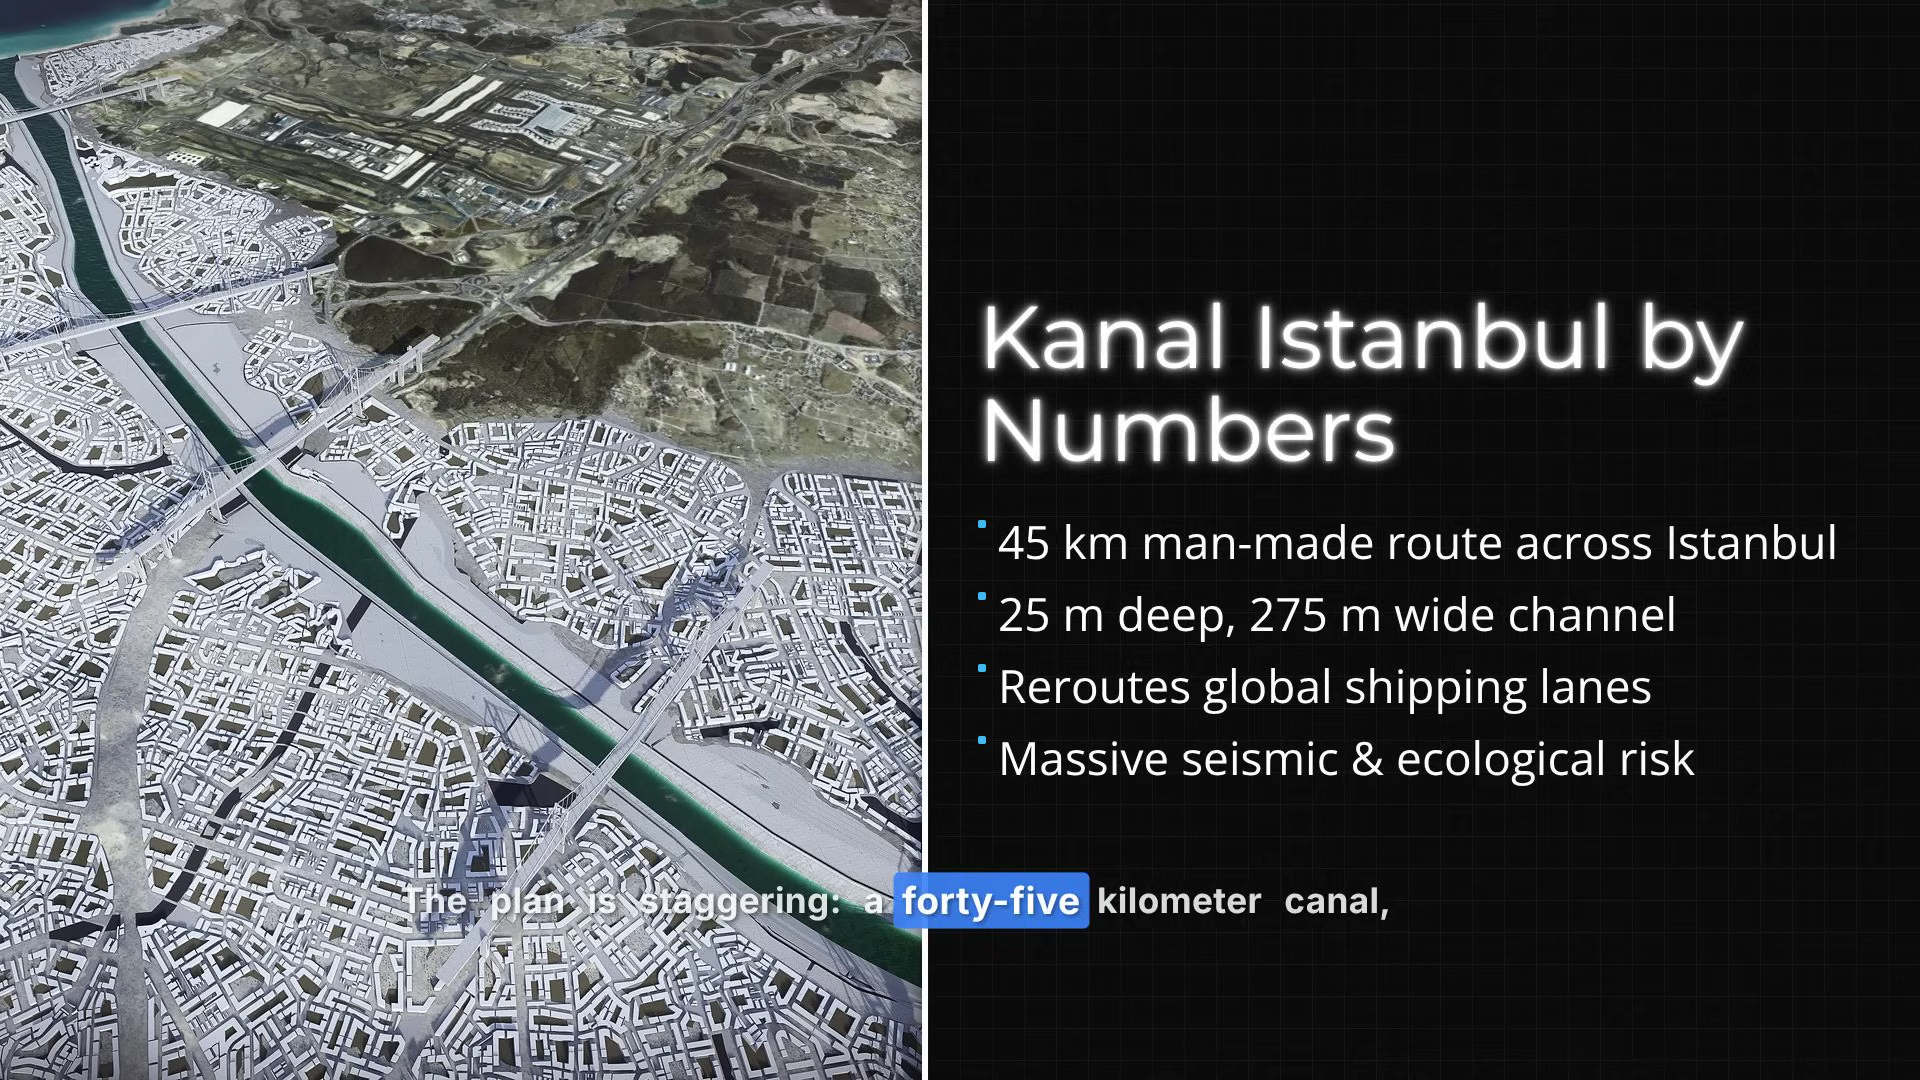 Kanal Istanbul by
Numbers
45 km man-made route across Istanbul
25 m deep, 275 m wide channel
Reroutes global shipping lanes
Massive seismic & ecological risk
The plan is staggering: a forty-five kilometer canal,